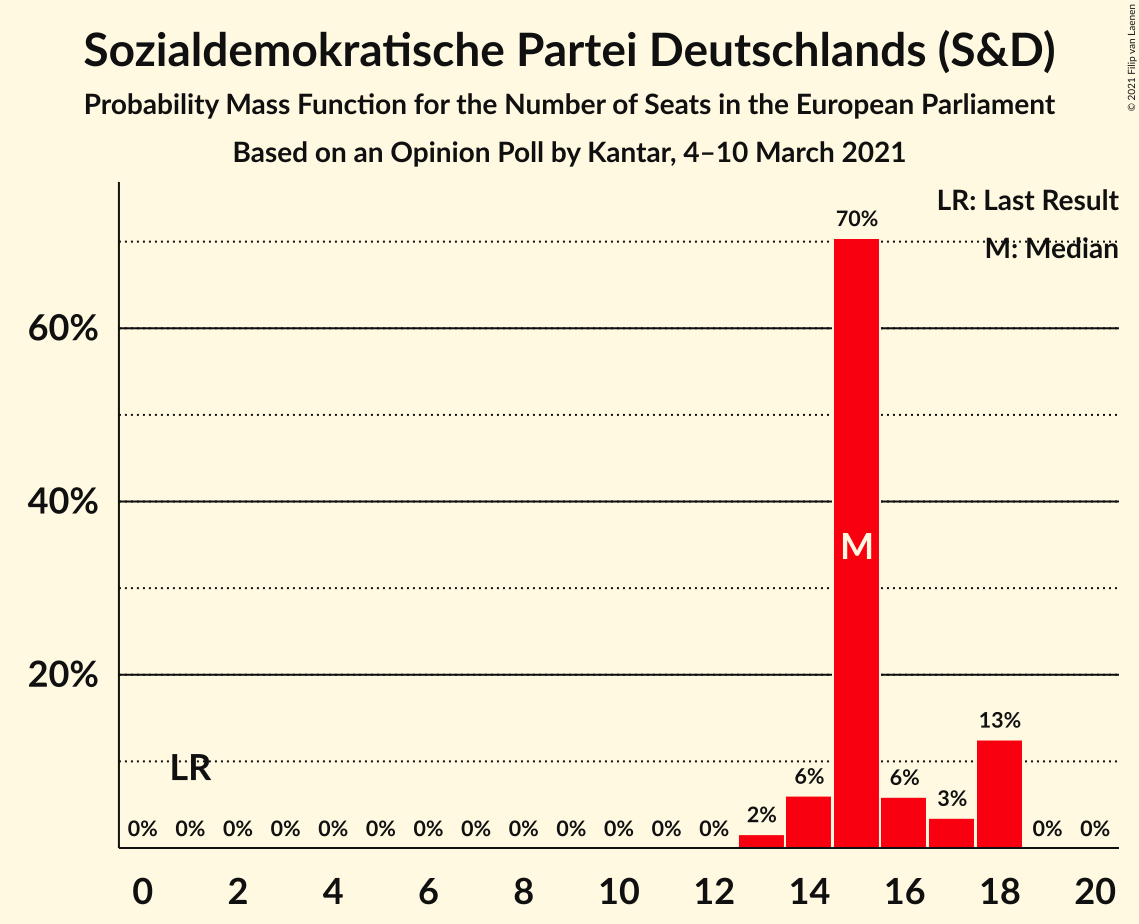 Sozialdemokratische Partei Deutschlands (S&D)
Probability Mass Function for the Number of Seats in the European Parliament
Based on an Opinion Poll by Kantar, 4–10 March 2021
© 2021 Filip van Laenen
LR: Last Result
M: Median
60%
40%
20%
70%
M
LR
0% 0% 0% 0% 0% 0% 0% 0% 0% 0% 0% 0% 0% 2% 6% 6% 3% 13% 0% 0%
0 2 4 6 8 10 12 14 16 18 20